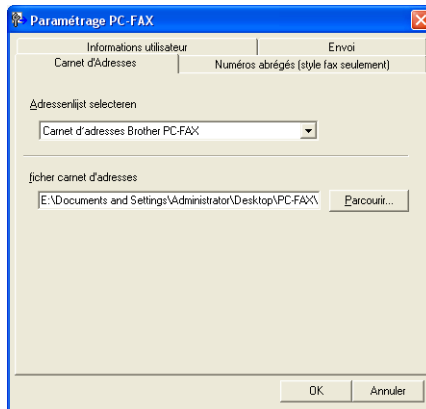 Paramétrage PC-FAX
Informations utilisateur Envoi
Carnet d'Adresses Numéros abrégés (style fax seulement)
Adressenlijst selecteren
Carnet d'adresses Brother PC-FAX
ficher carnet d'adresses
E:\Documents and Settings\Administrator\Desktop\PC-FAX\ Parcourir...
OK Annuler